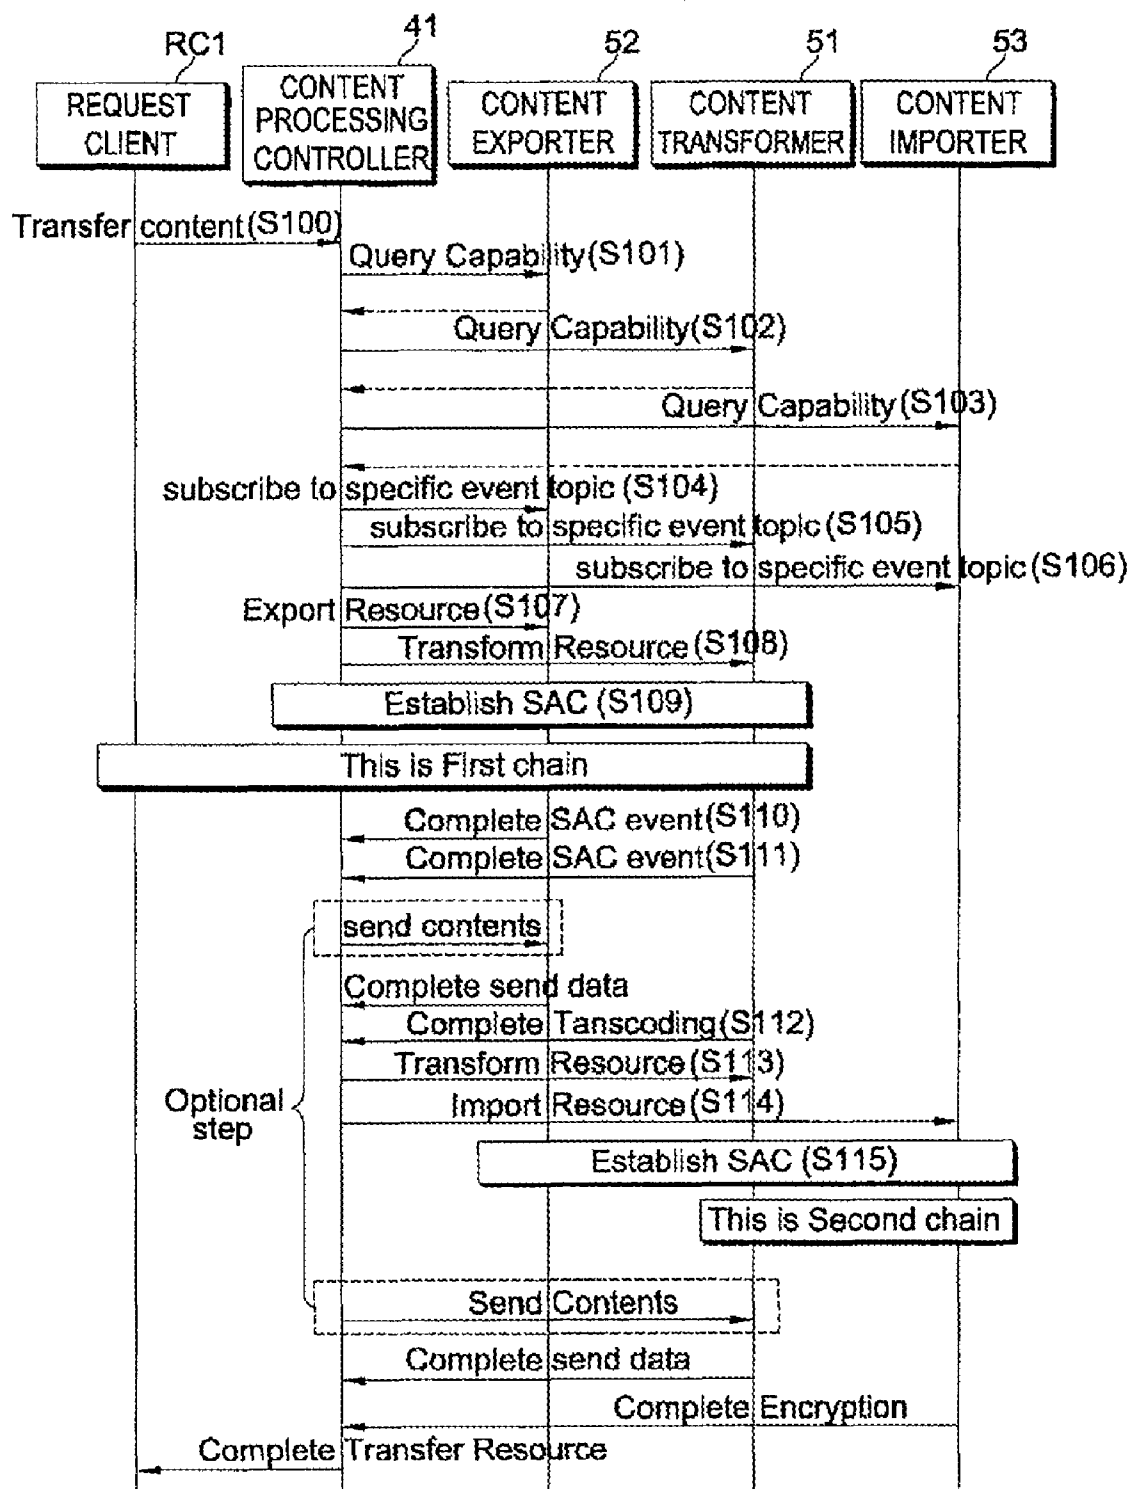 RC1
41
52
51
53
REQUEST
CLIENT
CONTENT
PROCESSING
CONTROLLER
CONTENT
EXPORTER
CONTENT
TRANSFORMER
CONTENT
IMPORTER
Transfer content(S100)
Query Capability(S101)
Query Capability(S102)
Query Capability(S103)
subscribe to specific event topic (S104)
subscribe to specific event topic(S105)
subscribe to specific event topic(S106)
Export Resource(S107)
Transform Resource(S108)
Establish SAC (S109)
This is First chain
Complete SAC event(S110)
Complete SAC event(S111)
send contents
Complete send data
Complete Tanscoding(S112)
Transform Resource(S113)
Import Resource(S114)
Optional
step
Establish SAC (S115)
This is Second chain
Send Contents
Complete send data
Complete Encryption
Complete Transfer Resource